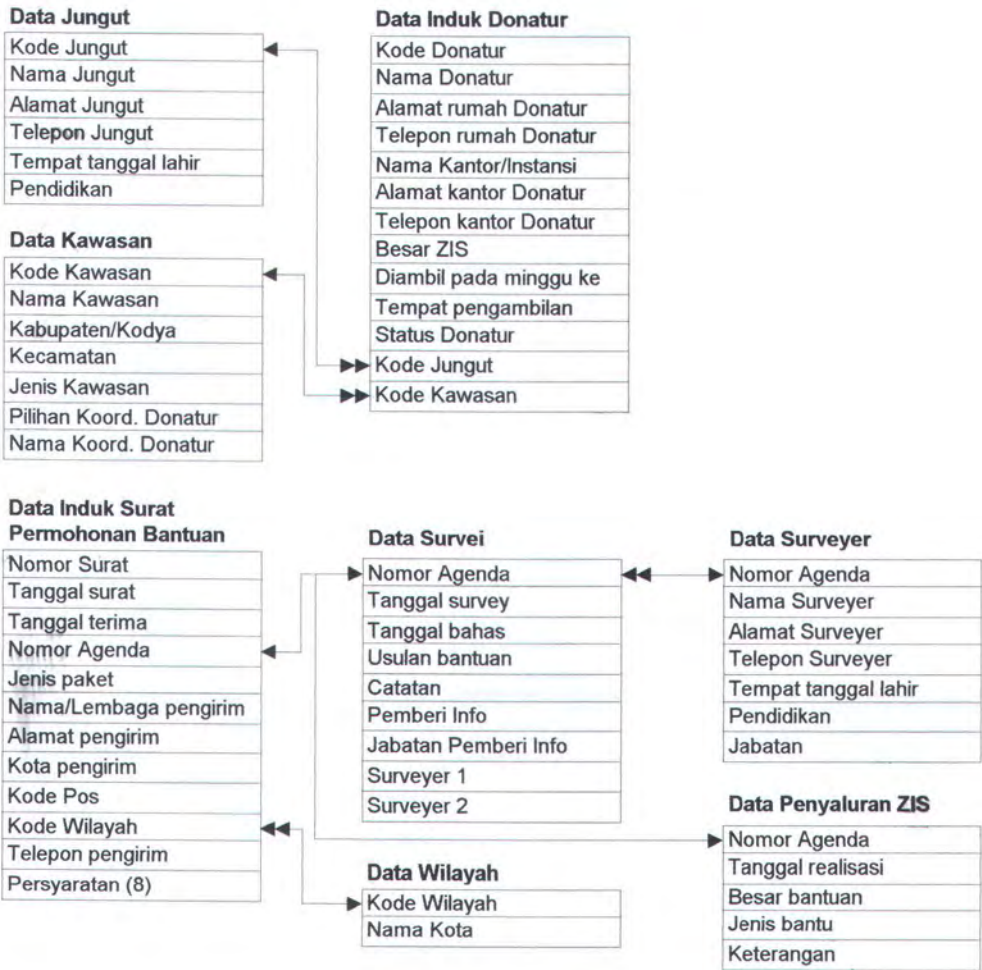 Data Jungut
Kode Jungut
Nama Jungut
Alamat Jungut
Telepon Jungut
Tempat tanggal lahir
Pendidikan
Data Induk Donatur
Kode Donatur
Nama Donatur
Alamat rumah Donatur
Telepon rumah Donatur
Nama Kantor/Instansi
Alamat kantor Donatur
Telepon kantor Donatur
Besar ZIS
Diambil pada minggu ke
Tempat pengambilan
Status Donatur
Kode Jungut
Kode Kawasan
Data Kawasan
Kode Kawasan
Nama Kawasan
Kabupaten/Kodya
Kecamatan
Jenis Kawasan
Pilihan Koord. Donatur
Nama Koord. Donatur
Data Induk Surat
Permohonan Bantuan
Nomor Surat
Tanggal surat
Tanggal terima
Nomor Agenda
Jenis paket
Nama/Lembaga pengirim
Alamat pengirim
Kota pengirim
Kode Pos
Kode Wilayah
Telepon pengirim
Persyaratan (8)
Data Survei
Nomor Agenda
Tanggal survey
Tanggal bahas
Usulan bantuan
Catatan
Pemberi Info
Jabatan Pemberi Info
Surveyer 1
Surveyer 2
Data Wilayah
Kode Wilayah
Nama Kota
Data Surveyer
Nomor Agenda
Nama Surveyer
Alamat Surveyer
Telepon Surveyer
Tempat tanggal lahir
Pendidikan
Jabatan
Data Penyaluran ZIS
Nomor Agenda
Tanggal realisasi
Besar bantuan
Jenis bantu
Keterangan